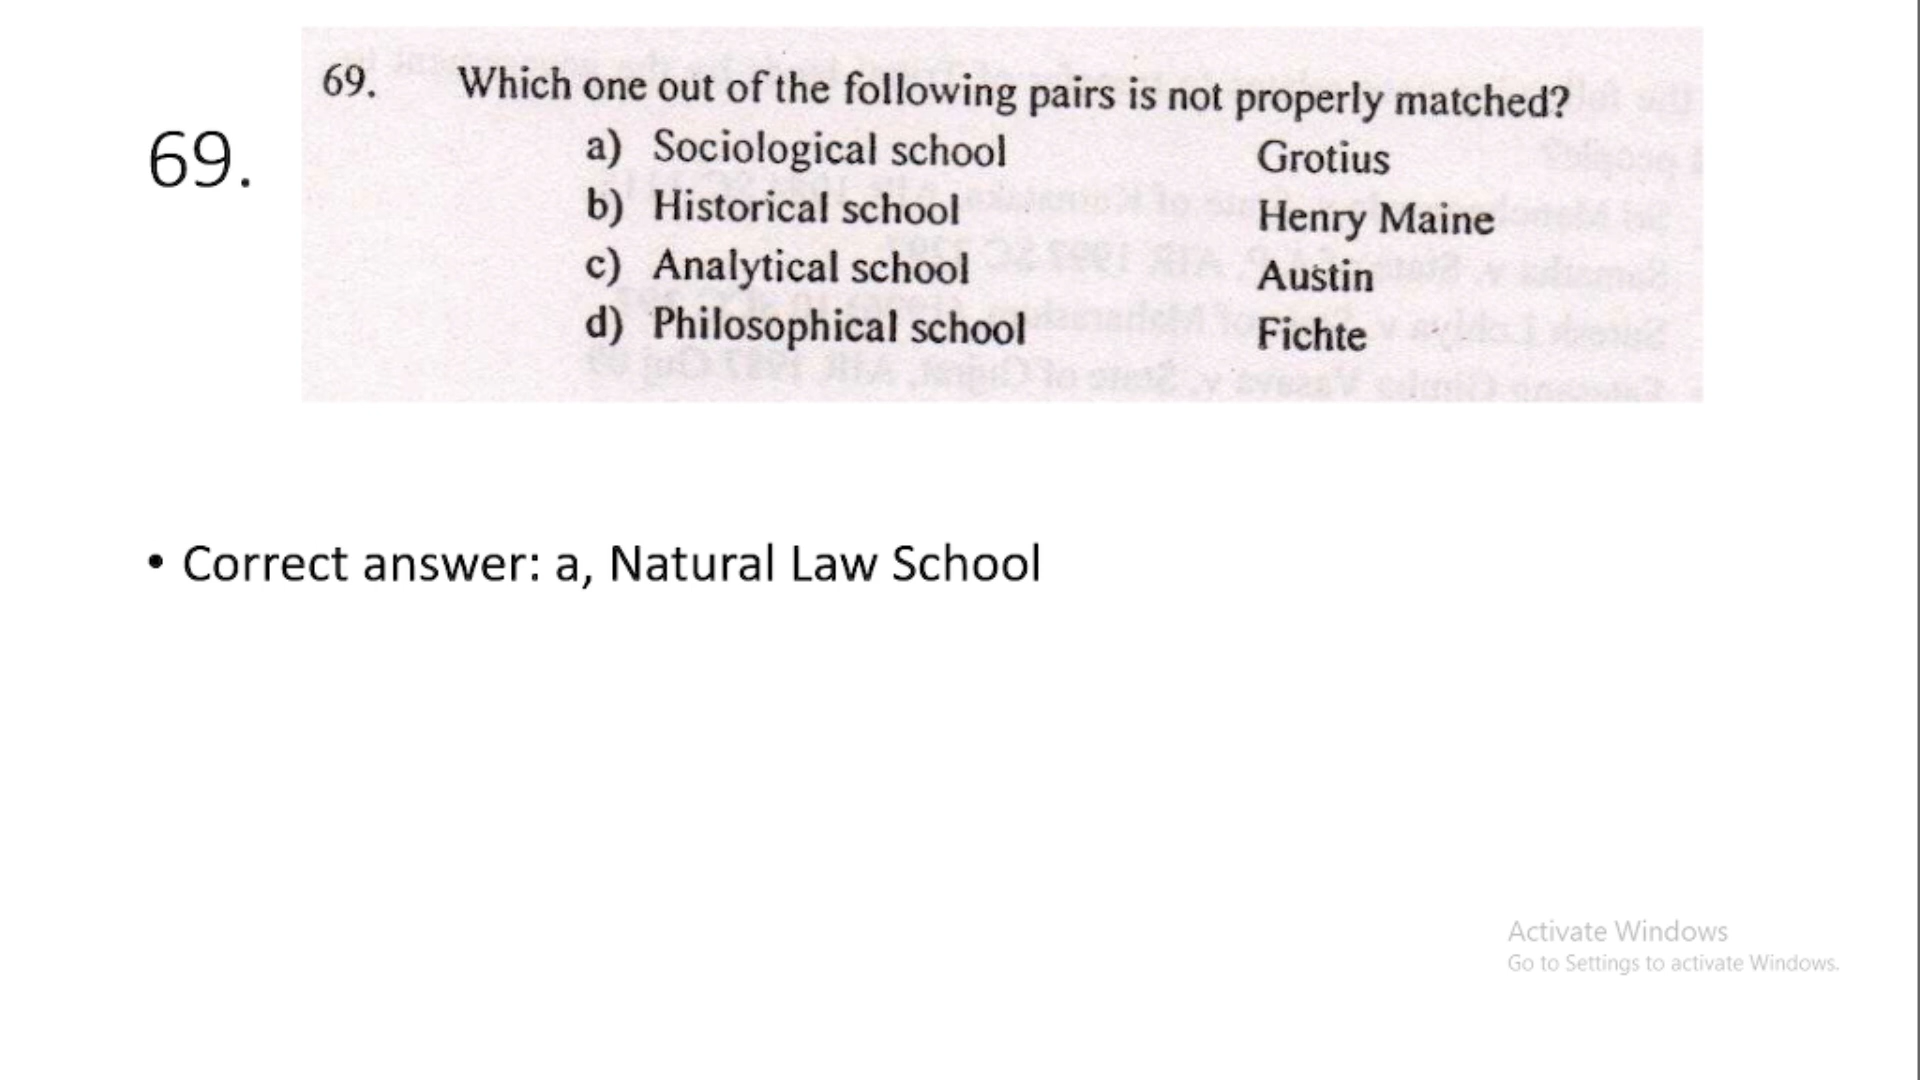 69.
69. Which one out of the following pairs is not properly matched?
a) Sociological school Grotius
b) Historical school Henry Maine
c) Analytical school Austin
d) Philosophical school Fichte
• Correct answer: a, Natural Law School
Activate Windows
Go to Settings to activate Windows.